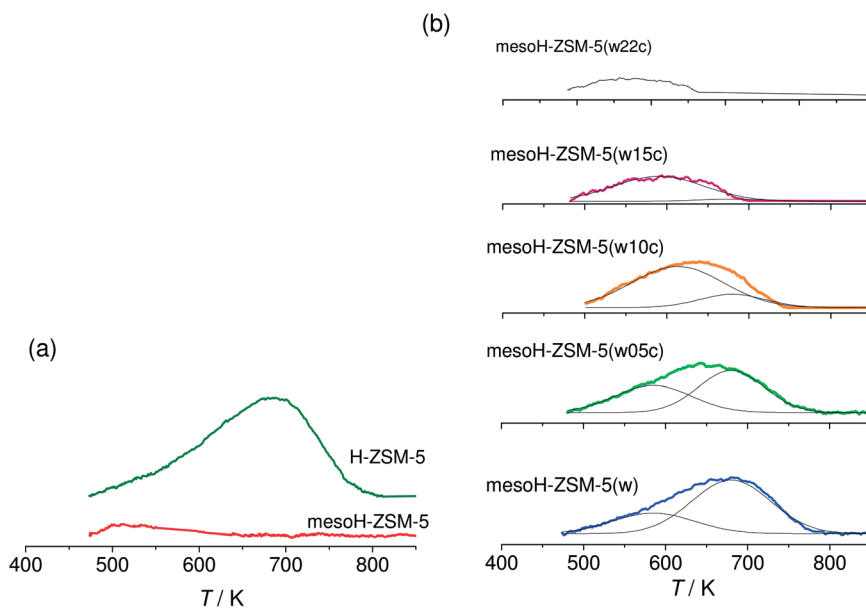 (a)
H-ZSM-5
mesoH-ZSM-5
400 500 600 700 800
T / K
(b)
mesoH-ZSM-5(w22c)
mesoH-ZSM-5(w15c)
mesoH-ZSM-5(w10c)
mesoH-ZSM-5(w05c)
mesoH-ZSM-5(w)
400 500 600 700 800
T / K